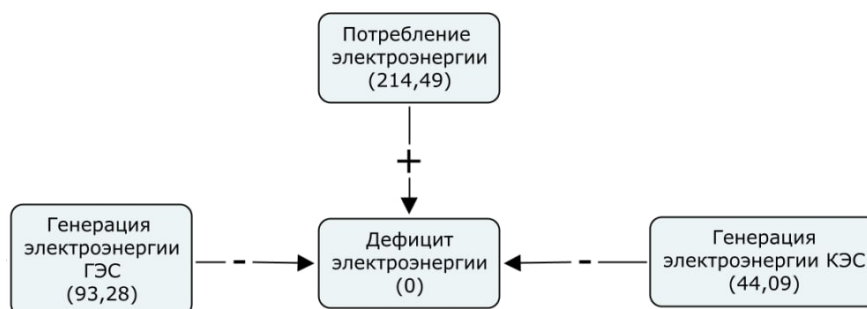 Потребление
электроэнергии
(214,49)
+
Генерация
электроэнергии
ГЭС
(93,28)
-
Дефицит
электроэнергии
(0)
-
Генерация
электроэнергии КЭС
(44,09)